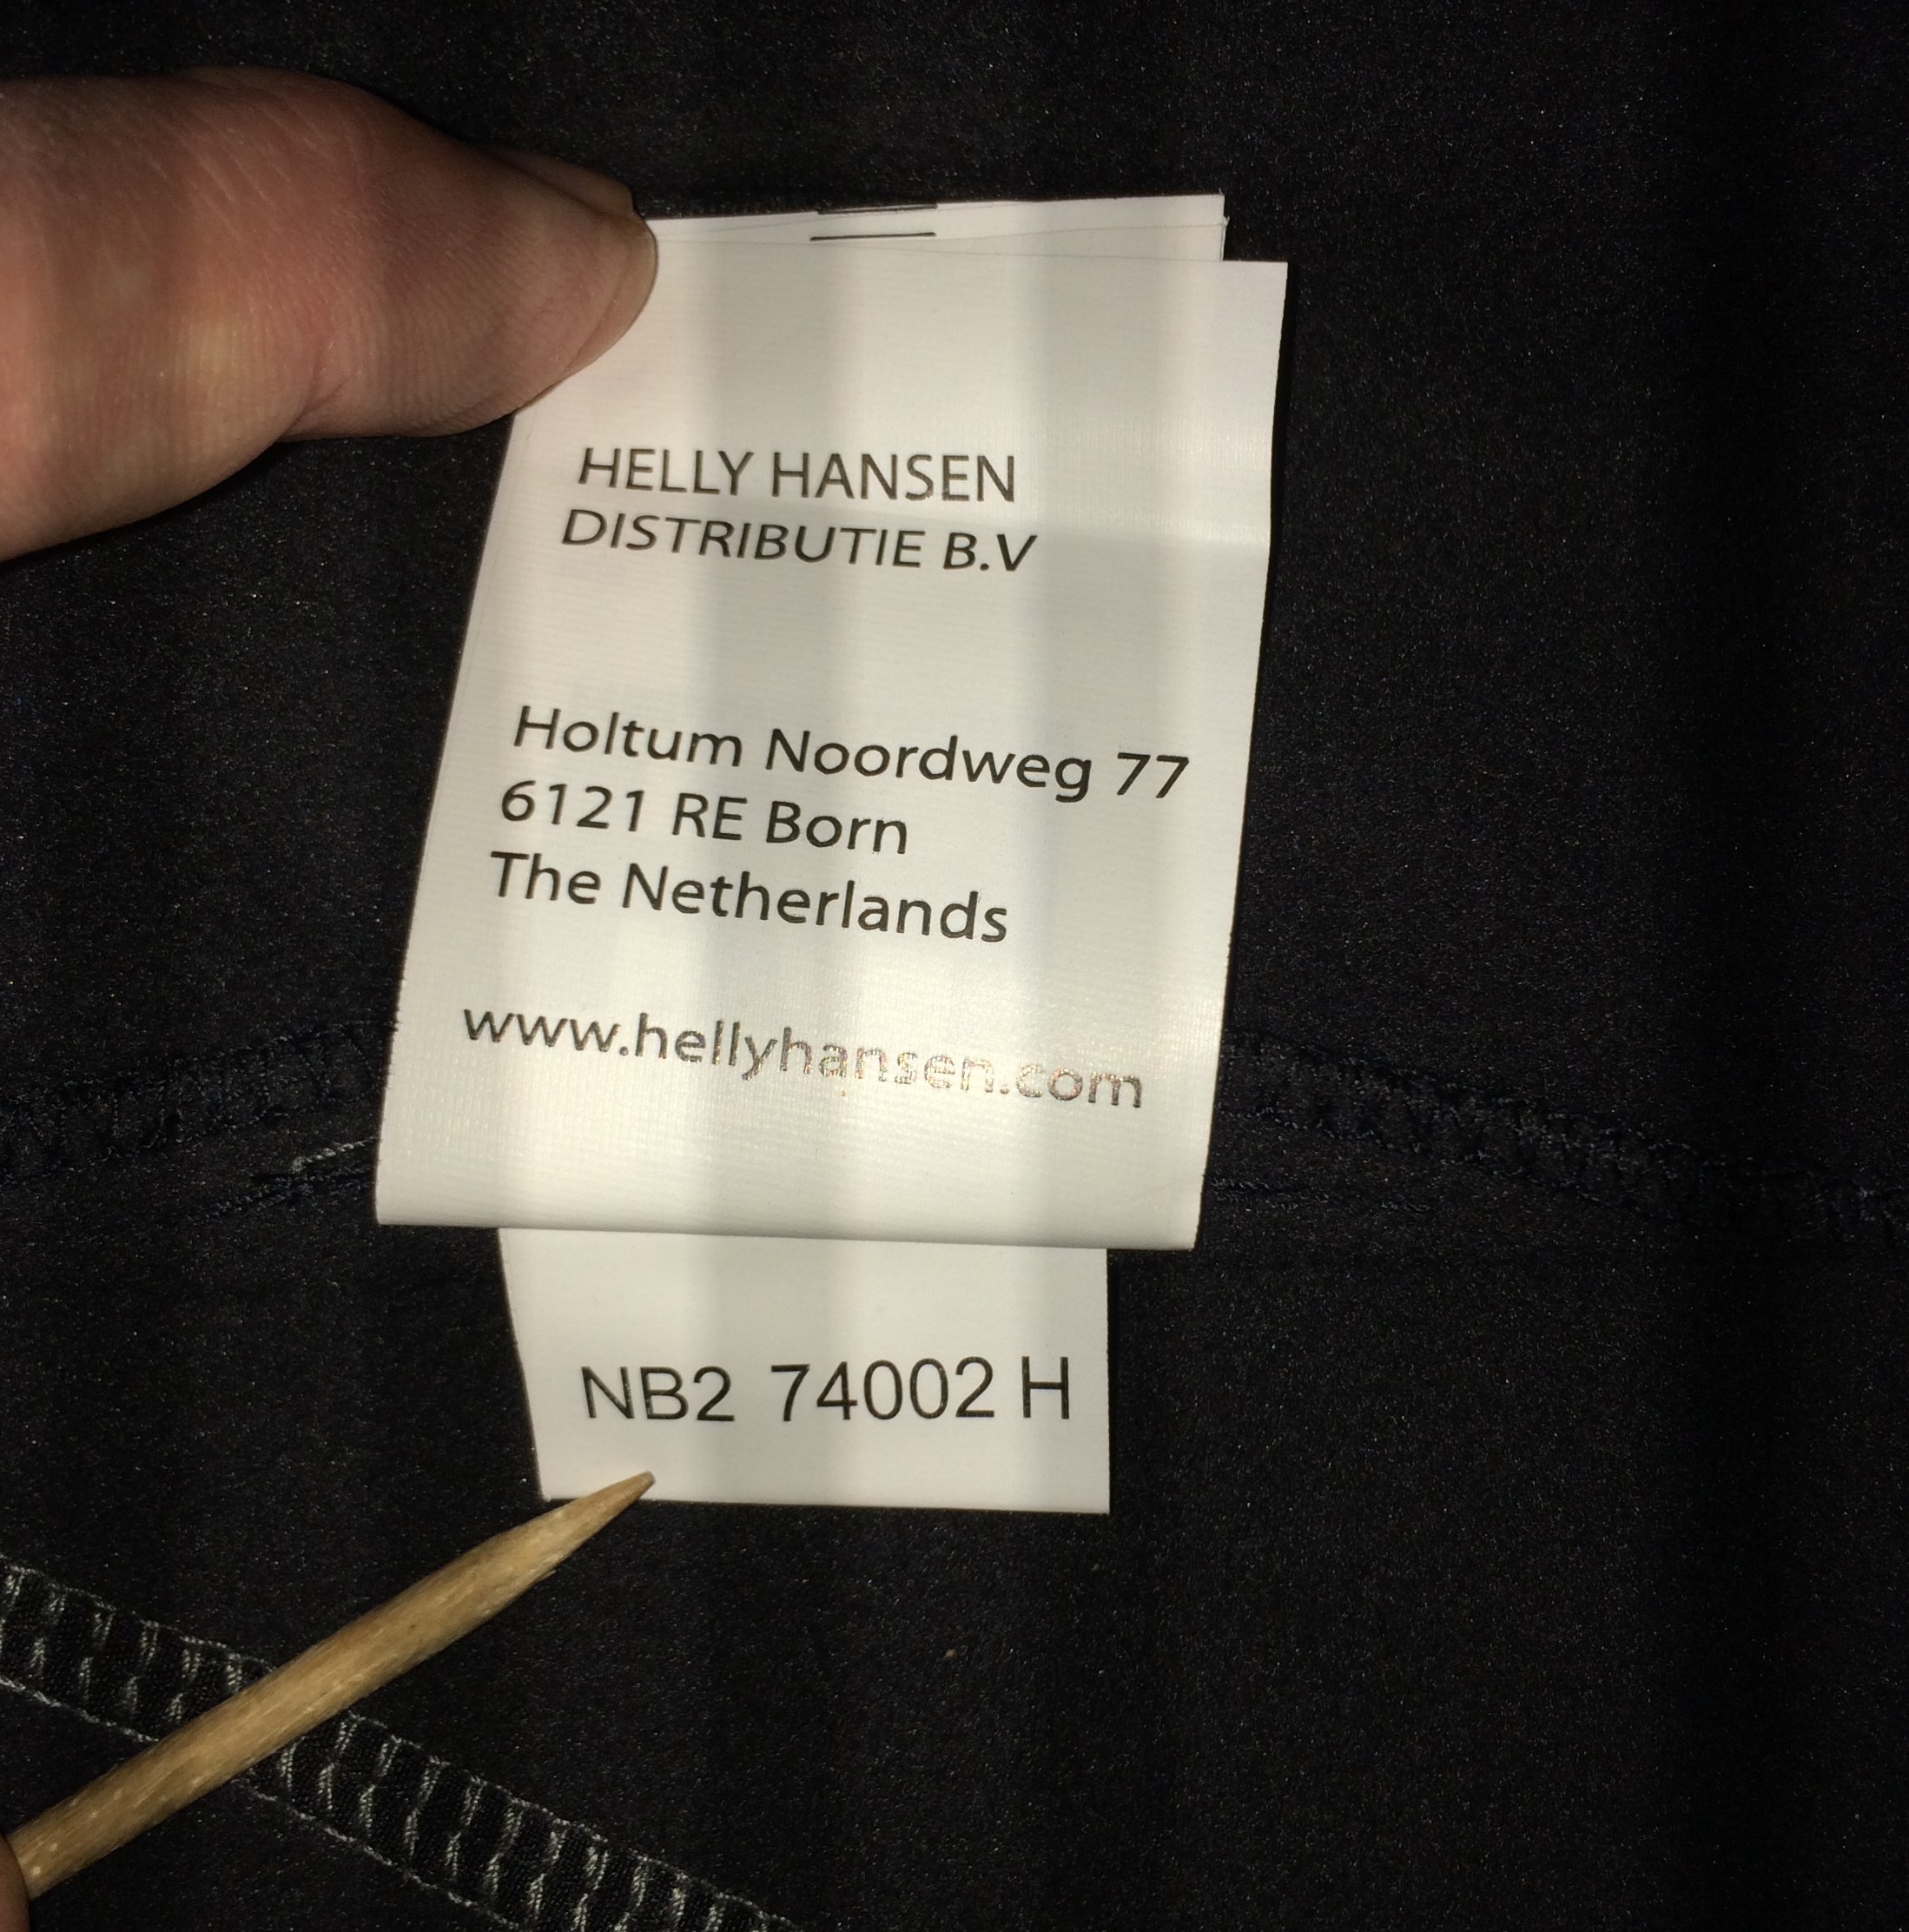 HELLY HANSEN
DISTRIBUTIE B.V
Holtum Noordweg 77
6121 RE Born
The Netherlands
www.hellyhansen.com
NB2 74002 H